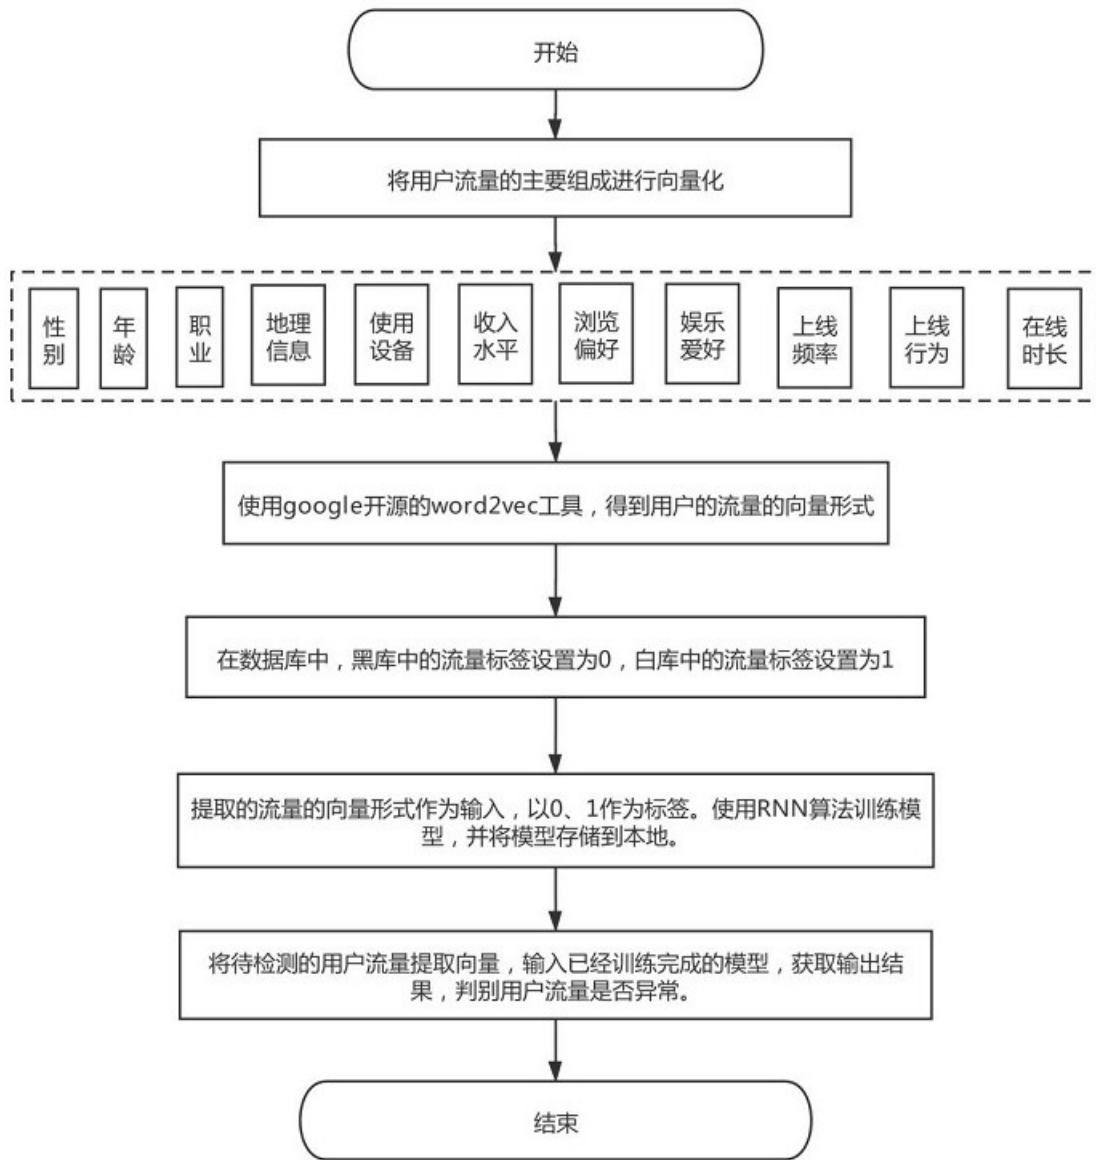 开始
将用户流量的主要组成进行向量化
性别
年龄
职业
地理
信息
使用
设备
收入
水平
浏览
偏好
娱乐
爱好
上线
频率
上线
行为
在线
时长
使用google开源的word2vec工具，得到用户的流量的向量形式
在数据库中，黑库中的流量标签设置为0，白库中的流量标签设置为1
提取的流量的向量形式作为输入，以0、1作为标签。使用RNN算法训练模
型，并将模型存储到本地。
将待检测的用户流量提取向量，输入已经训练完成的模型，获取输出结
果，判别用户流量是否异常。
结束